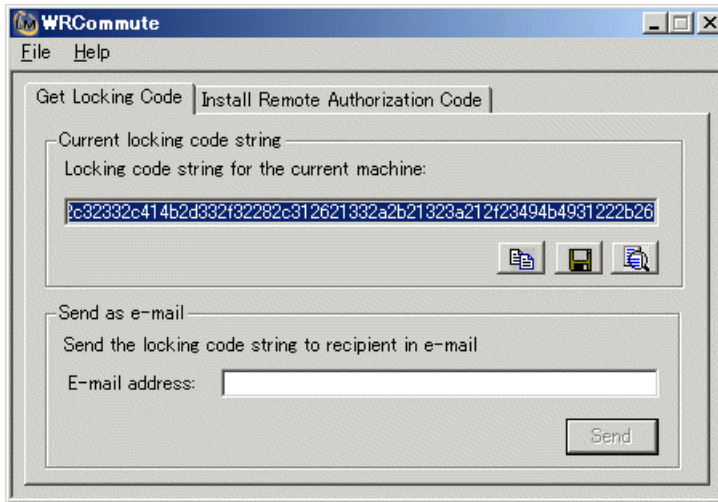 WRCommute
File Help
Get Locking Code Install Remote Authorization Code
Current locking code string
Locking code string for the current machine:
2c32332c414b2d332f32282c312621332a2b21323a212f23494b4931222b26
Send as e-mail
Send the locking code string to recipient in e-mail
E-mail address:
Send